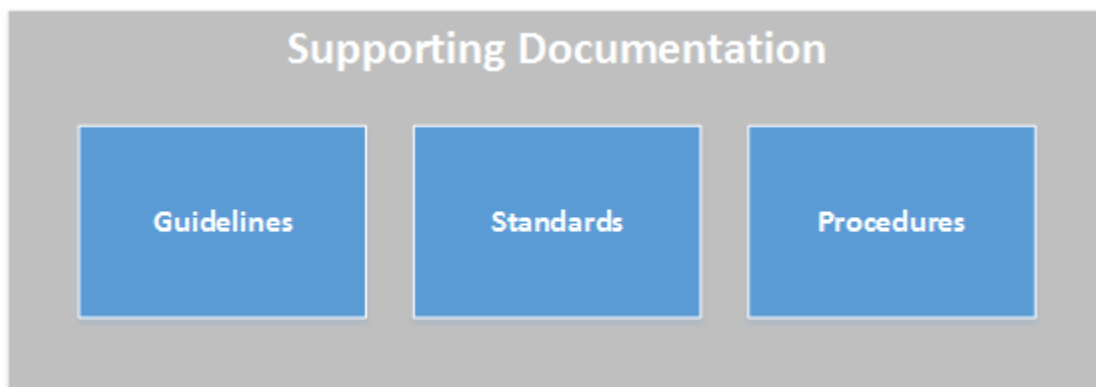 Supporting Documentation
Guidelines
Standards
Procedures